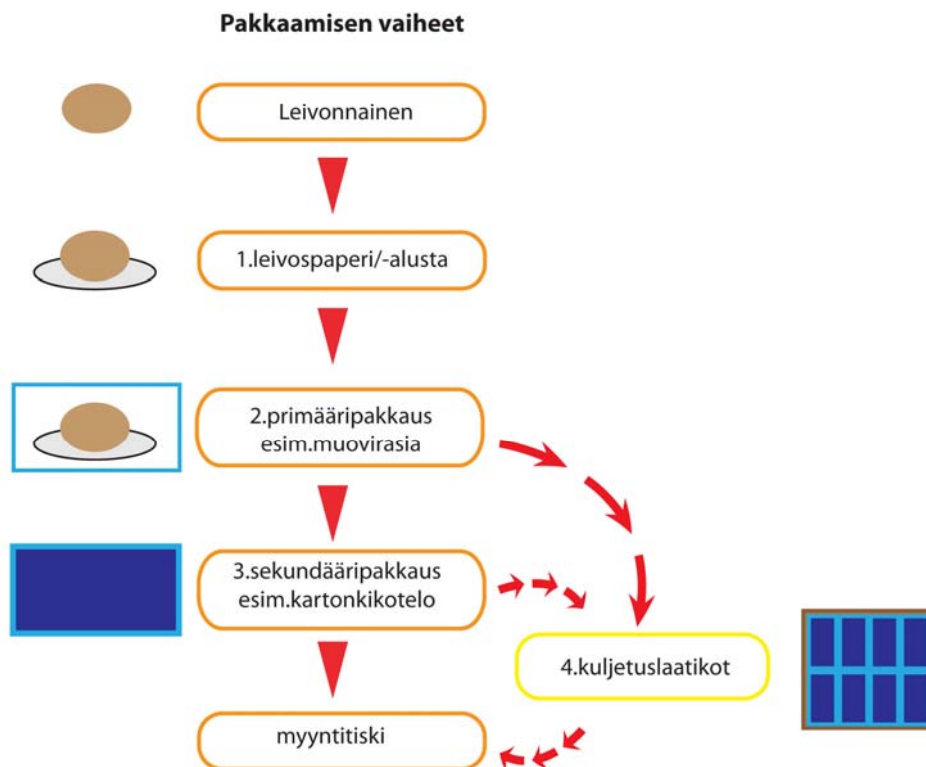 Pakkaamisen vaiheet
Leivonnainen
1.leivospaperi/-alusta
2.primääripakkaus
esim.muovirasia
3.sekundääripakkaus
esim.kartonkikotelo
4.kuljetuslaatikot
myyntitiski